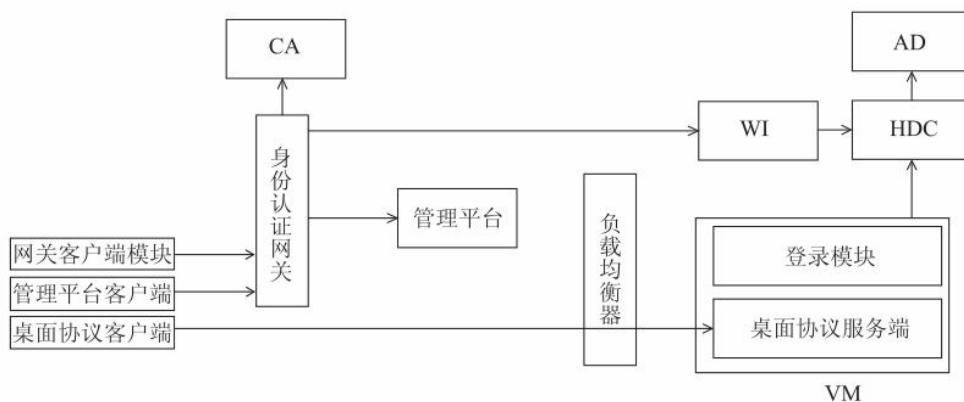 CA
AD
WI
HDC
身份认证网关
管理平台
负载均衡器
登录模块
网关客户端模块
管理平台客户端
桌面协议客户端
桌面协议服务端
VM